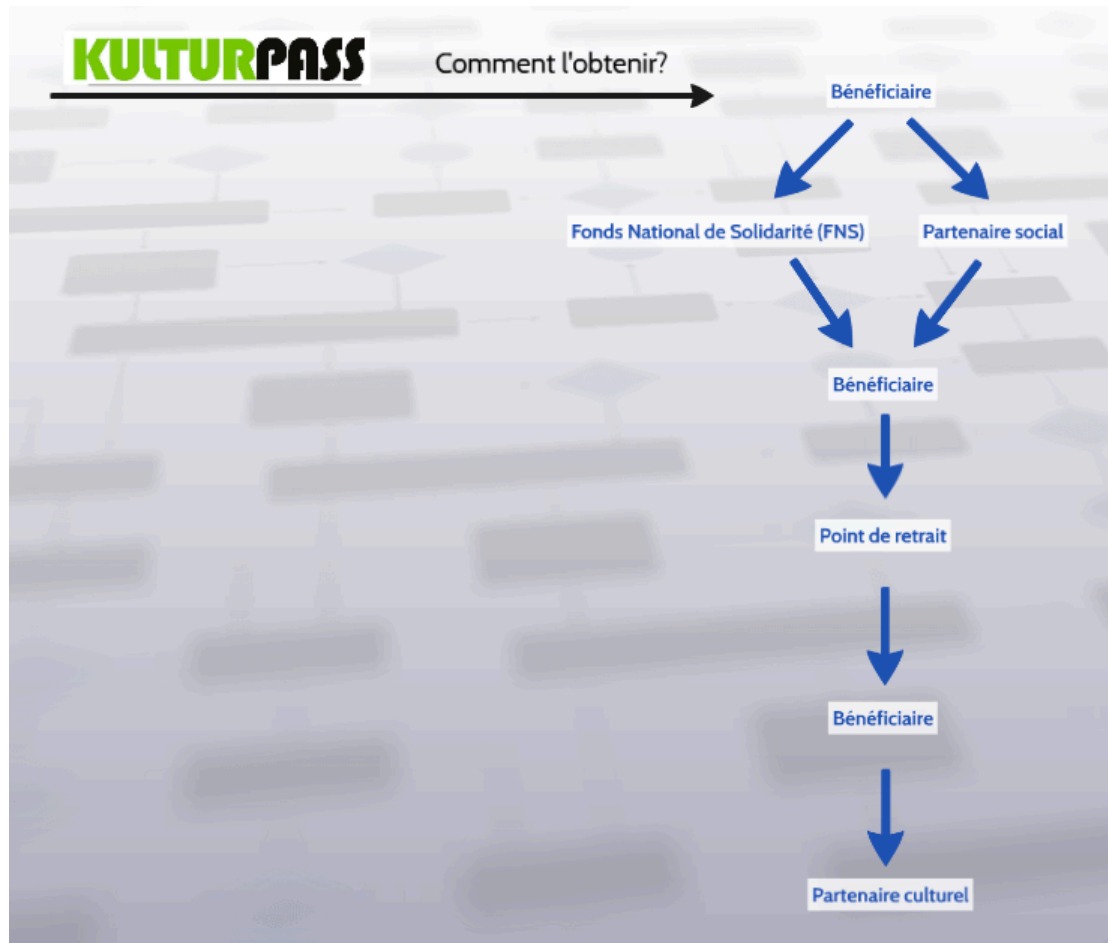 KULTURPASS
Comment l'obtenir?
Bénéficiaire
Fonds National de Solidarité (FNS)
Partenaire social
Bénéficiaire
Point de retrait
Bénéficiaire
Partenaire culturel